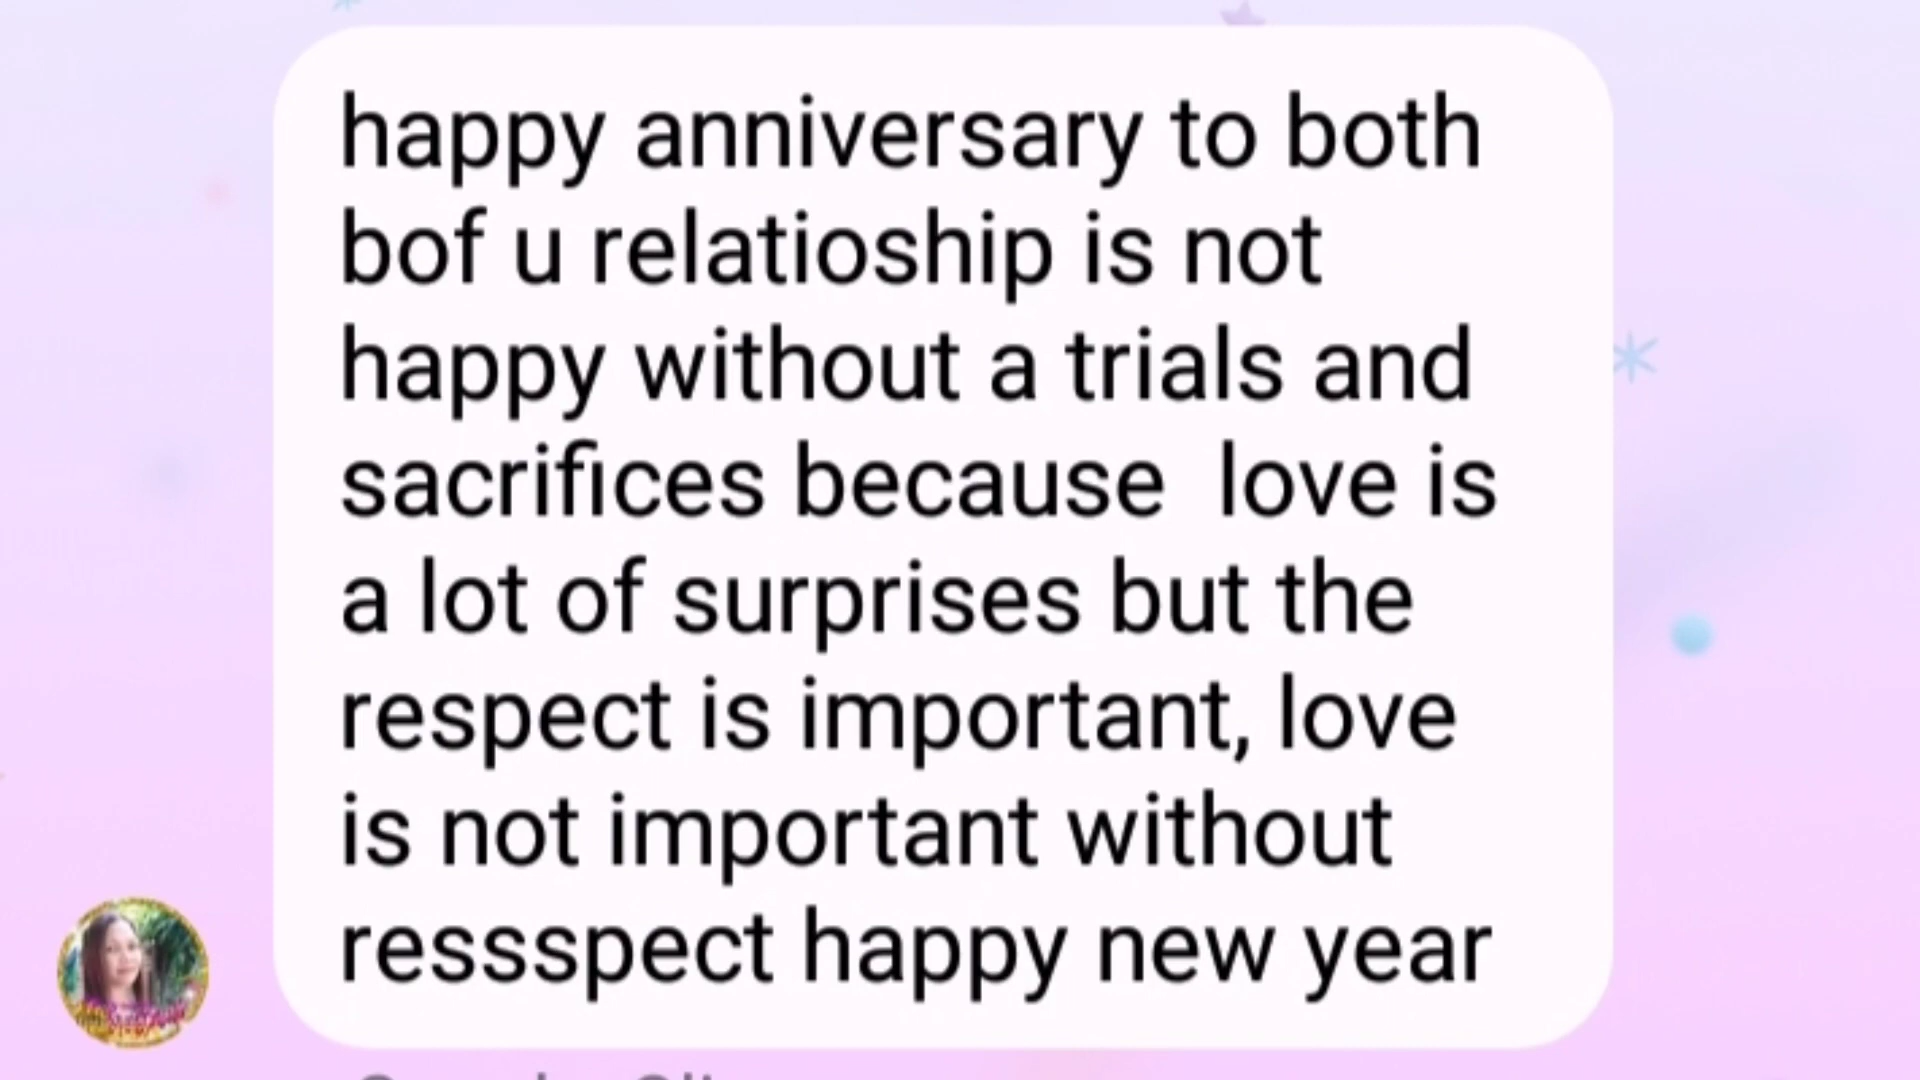 happy anniversary to both
bof u relatioship is not
happy without a trials and
sacrifices because  love is
a lot of surprises but the
respect is important, love
is not important without
ressspect happy new year